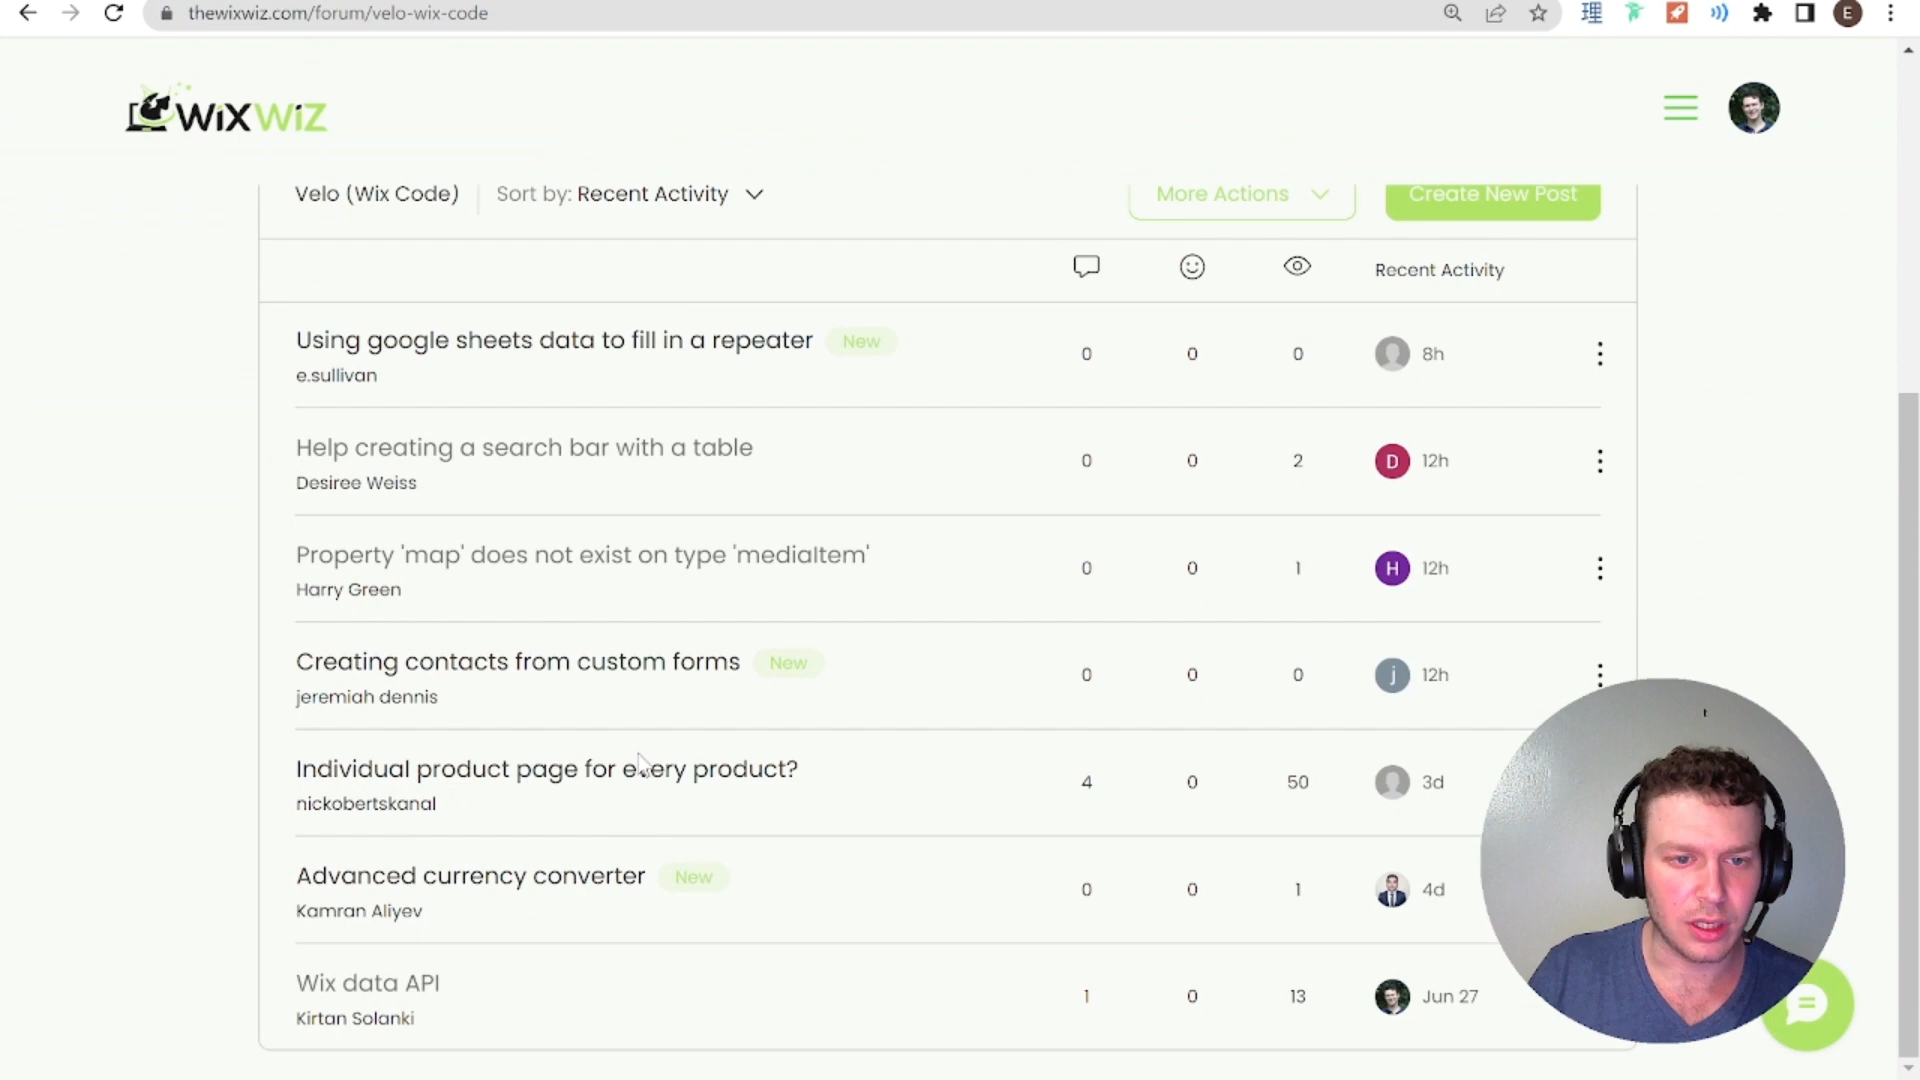 thewixwiz.com/forum/velo-wix-code
理
E
WiXWiZ
Velo (Wix Code)
Sort by: Recent Activity
More Actions
Create New Post
Recent Activity
Using google sheets data to fill in a repeater New
e.sullivan
0 0 0 8h
Help creating a search bar with a table
Desiree Weiss
0 0 2 D 12h
Property 'map' does not exist on type 'mediaItem'
Harry Green
0 0 1 H 12h
Creating contacts from custom forms New
jeremiah dennis
0 0 0 j 12h
Individual product page for every product?
nickobertskanal
4 0 50 3d
Advanced currency converter New
Kamran Aliyev
0 0 1 4d
Wix data API
Kirtan Solanki
1 0 13 Jun 27